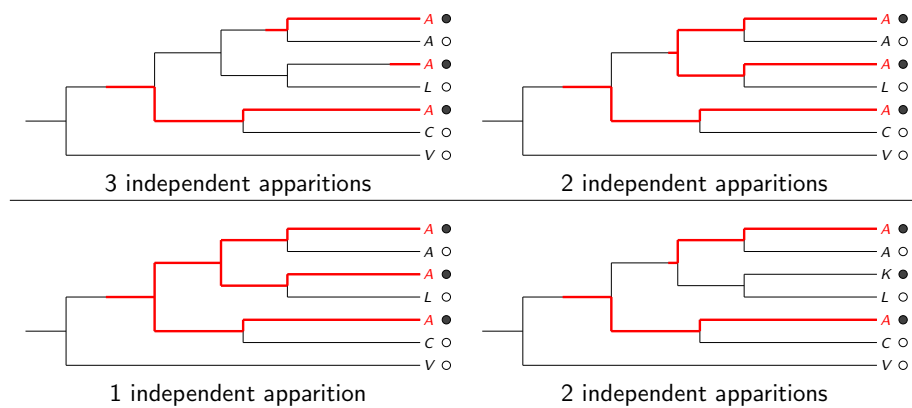 A
A
A
L
A
C
V
3 independent apparitions
A
A
A
L
A
C
V
2 independent apparitions
A
A
A
L
A
C
V
1 independent apparition
A
A
K
L
A
C
V
2 independent apparitions